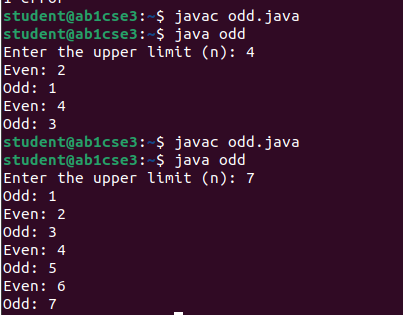 1 error
student@ab1cse3:~$ javac odd.java
student@ab1cse3:~$ java odd
Enter the upper limit (n): 4
Even: 2
Odd: 1
Even: 4
Odd: 3
student@ab1cse3:~$ javac odd.java
student@ab1cse3:~$ java odd
Enter the upper limit (n): 7
Odd: 1
Even: 2
Odd: 3
Even: 4
Odd: 5
Even: 6
Odd: 7